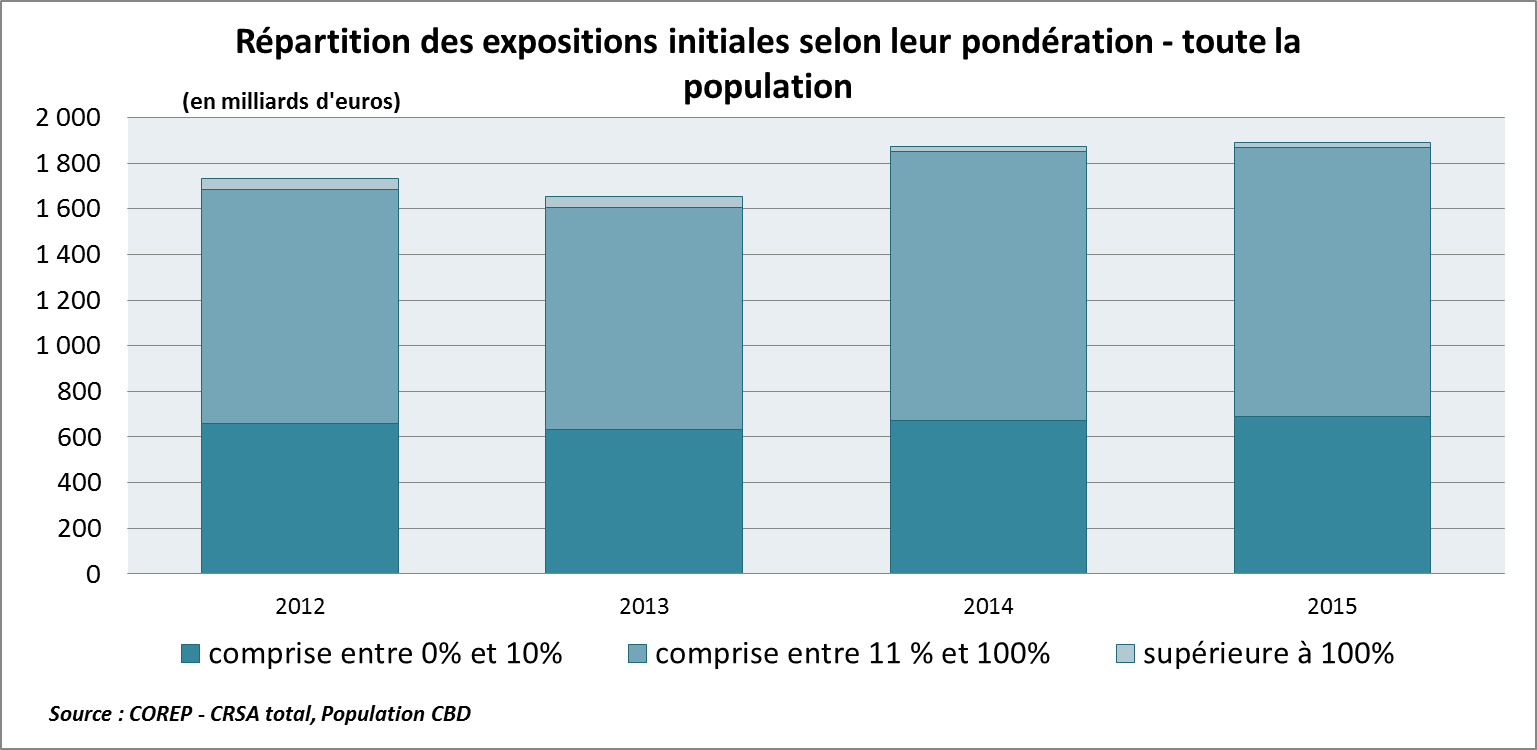 Répartition des expositions initiales selon leur pondération - toute la
population
(en milliards d'euros)
2 000
1 800
1 600
1 400
1 200
1 000
800
600
400
200
0
2012
2013
2014
2015
comprise entre 0% et 10%
comprise entre 11 % et 100%
supérieure à 100%
Source : COREP - CRSA total, Population CBD